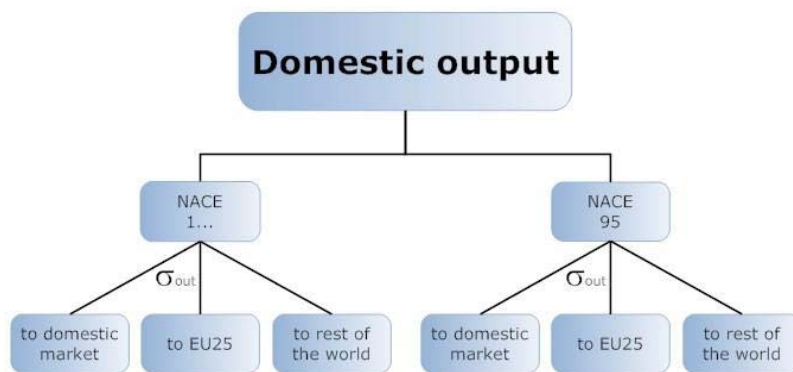 Domestic output
NACE
1...
NACE
95
σout
σout
to domestic
market
to EU25
to rest of
the world
to domestic
market
to EU25
to rest of
the world